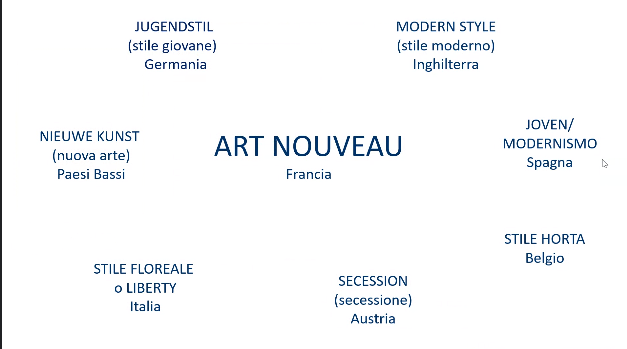 JUGENDSTIL
(stile giovane)
Germania
MODERN STYLE
(stile moderno)
Inghilterra
NIEUWE KUNST
(nuova arte)
Paesi Bassi
ART NOUVEAU
Francia
JOVEN/
MODERNISMO
Spagna
STILE HORTA
Belgio
STILE FLOREALE
o LIBERTY
Italia
SECESSION
(secessione)
Austria